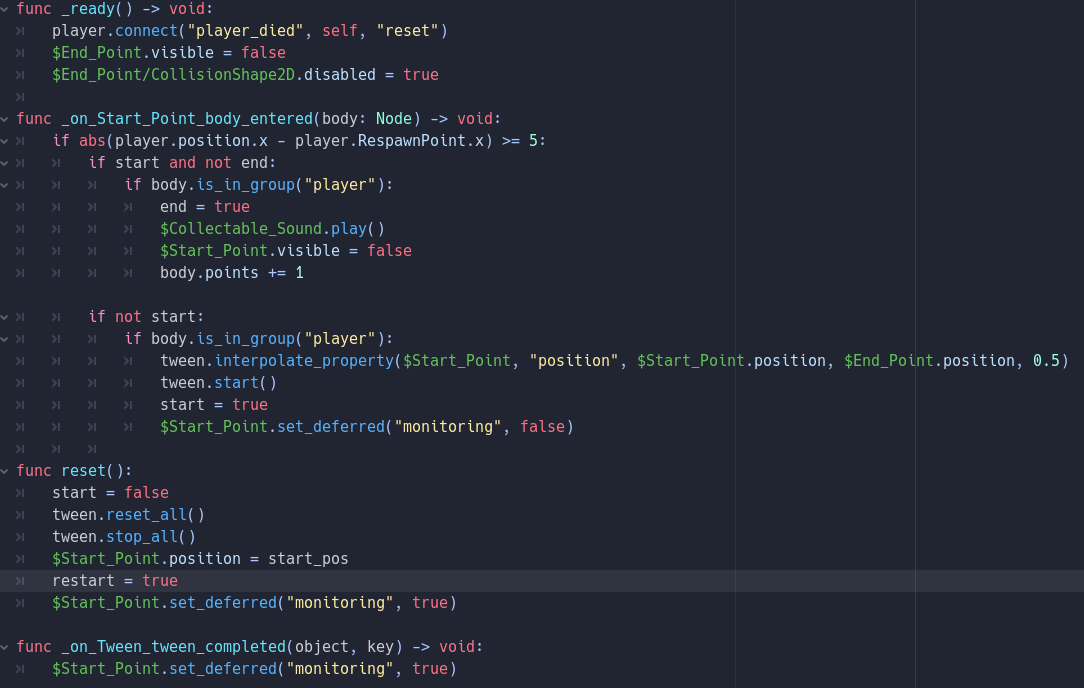 func _ready() -> void:
	player.connect("player_died", self, "reset")
	$End_Point.visible = false
	$End_Point/CollisionShape2D.disabled = true

func _on_Start_Point_body_entered(body: Node) -> void:
	if abs(player.position.x - player.RespawnPoint.x) >= 5:
		if start and not end:
			if body.is_in_group("player"):
				end = true
				$Collectable_Sound.play()
				$Start_Point.visible = false
				body.points += 1

		if not start:
			if body.is_in_group("player"):
				tween.interpolate_property($Start_Point, "position", $Start_Point.position, $End_Point.position, 0.5)
				tween.start()
				start = true
				$Start_Point.set_deferred("monitoring", false)

func reset():
	start = false
	tween.reset_all()
	tween.stop_all()
	$Start_Point.position = start_pos
	restart = true
	$Start_Point.set_deferred("monitoring", true)

func _on_Tween_tween_completed(object, key) -> void:
	$Start_Point.set_deferred("monitoring", true)